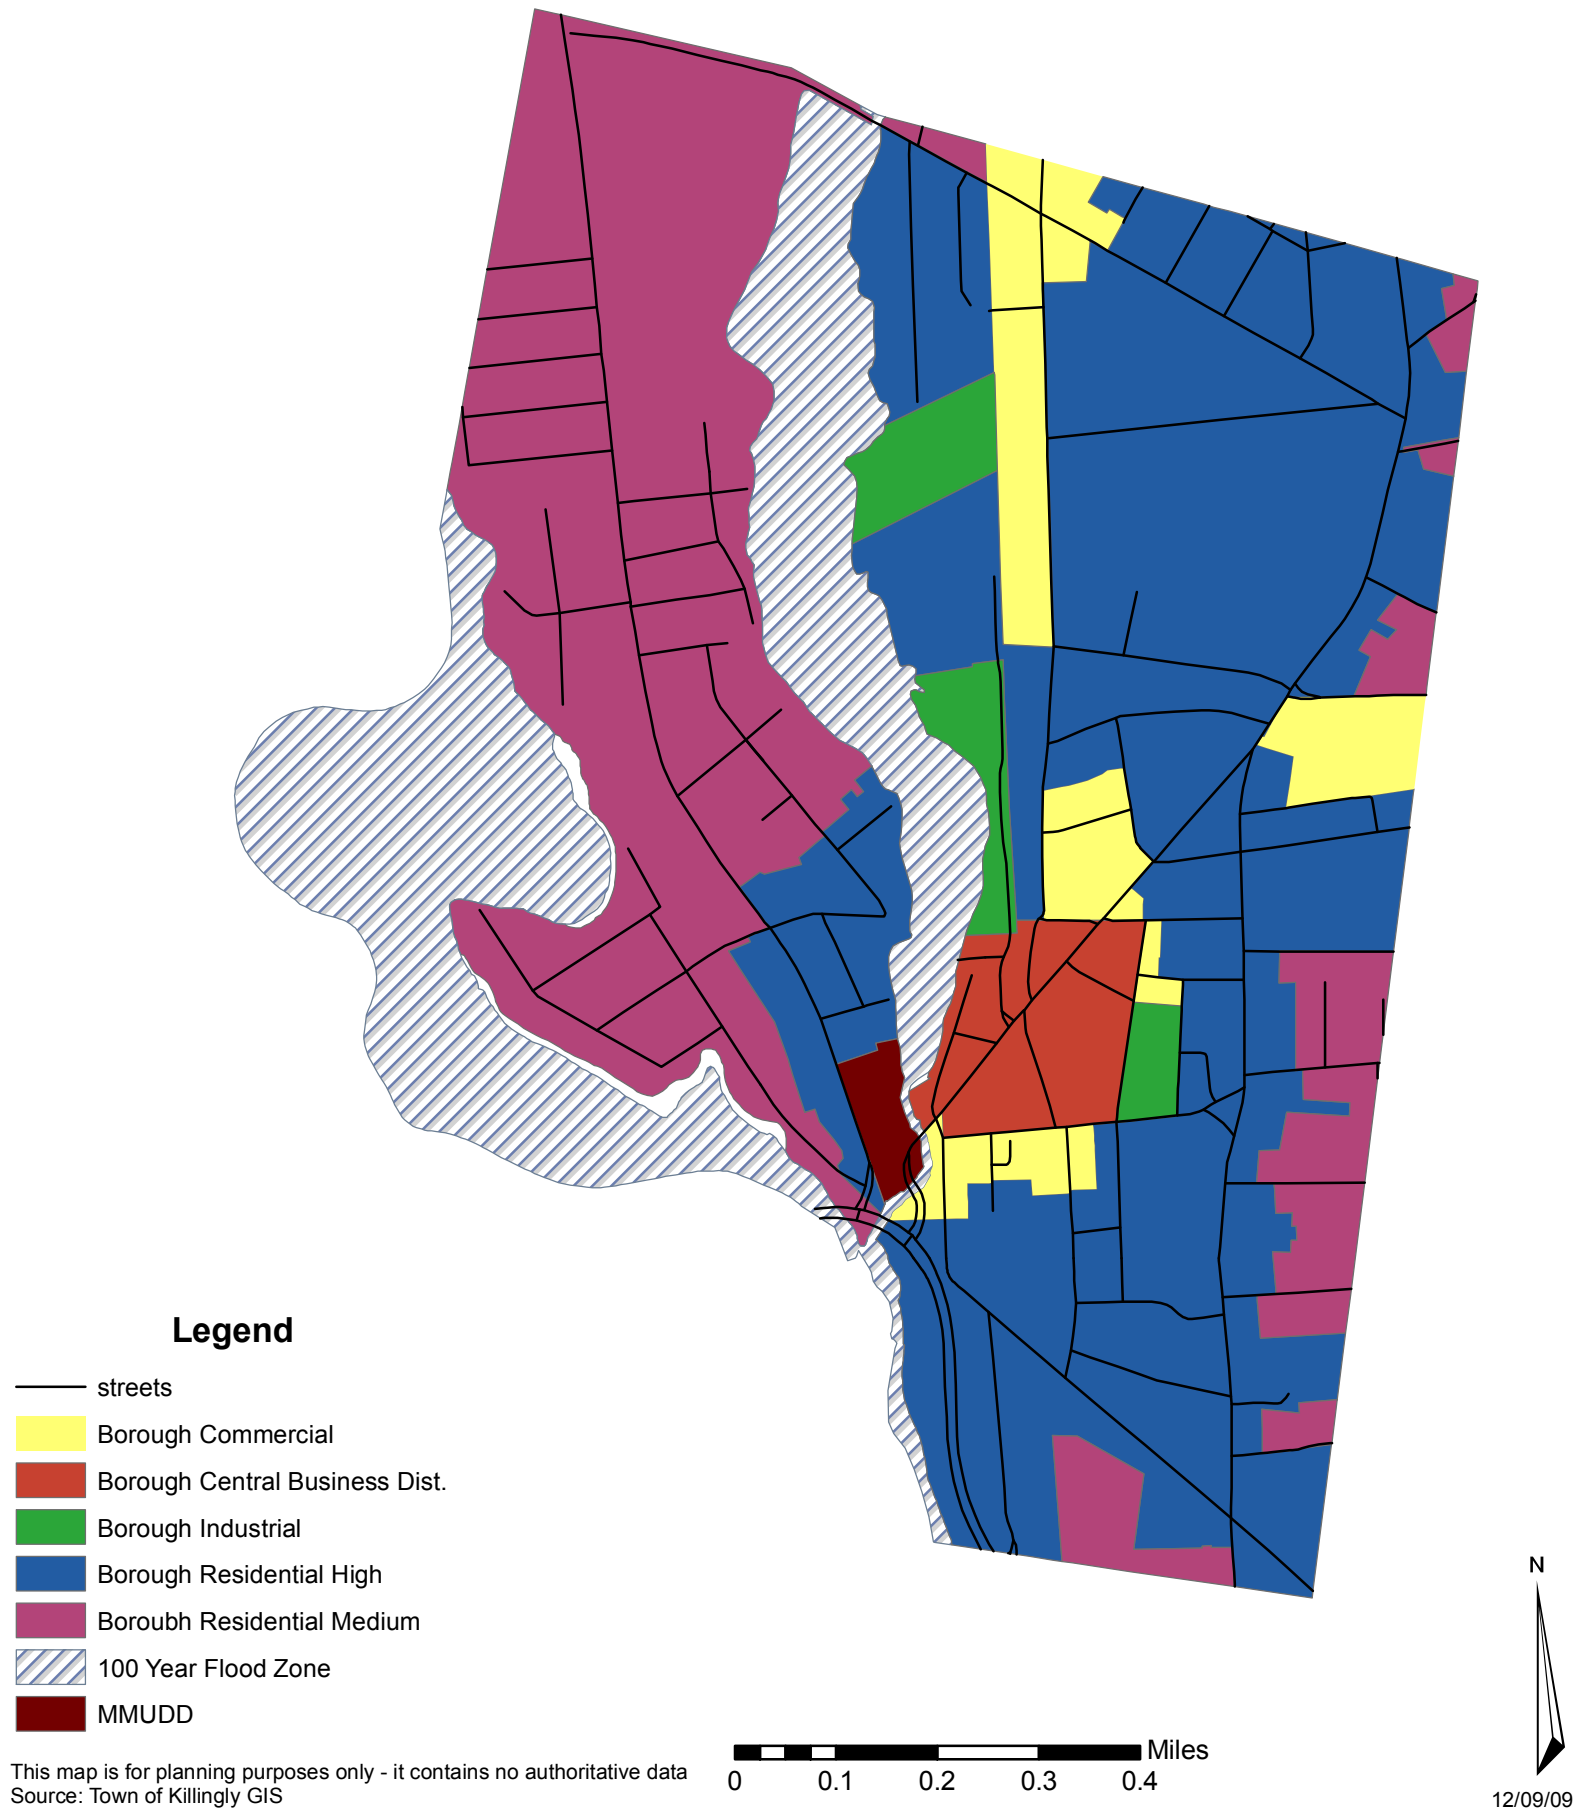 Legend
streets
Borough Commercial
Borough Central Business Dist.
Borough Industrial
Borough Residential High
Boroubh Residential Medium
100 Year Flood Zone
MMUDD
This map is for planning purposes only - it contains no authoritative data
Source: Town of Killingly GIS
Miles
0 0.1 0.2 0.3 0.4
N
12/09/09